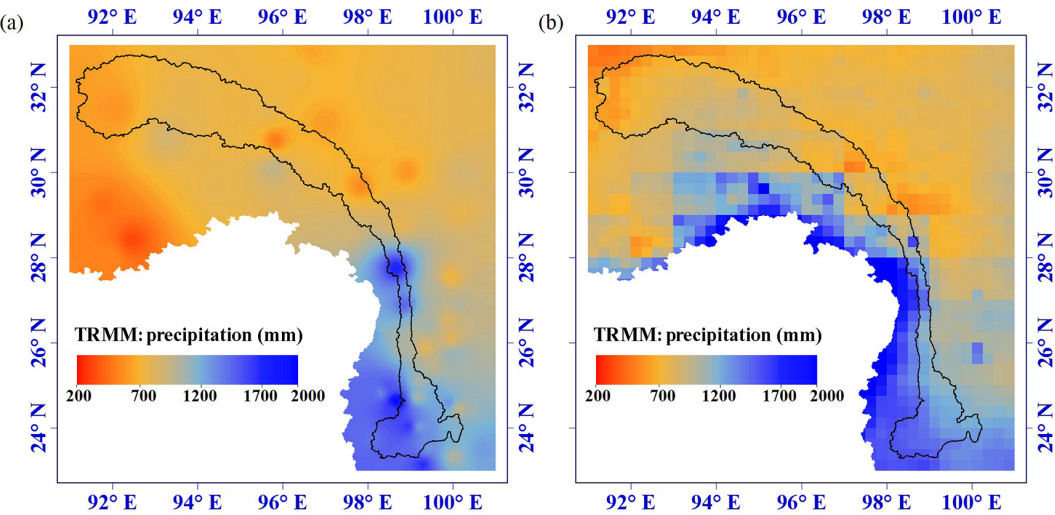 (a) 92° E 94° E 96° E 98° E 100° E (b) 92° E 94° E 96° E 98° E 100° E
32° N 32° N 32° N 32° N
30° N 30° N 30° N 30° N
28° N 28° N 28° N 28° N
26° N 26° N 26° N 26° N
TRMM: precipitation (mm) TRMM: precipitation (mm)
200 700 1200 1700 2000 200 700 1200 1700 2000
24° N 24° N 24° N 24° N
92° E 94° E 96° E 98° E 100° E 92° E 94° E 96° E 98° E 100° E